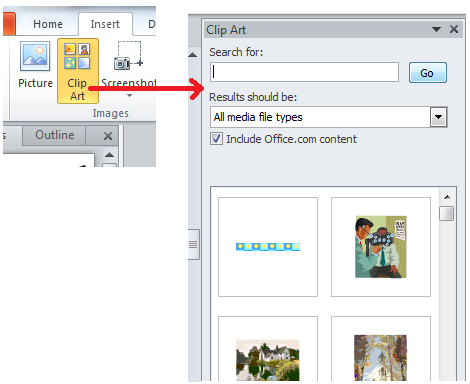 Home Insert D
Picture Clip Art Screenshot
Images
s Outline
Clip Art
Search for:
Go
Results should be:
All media file types
Include Office.com content